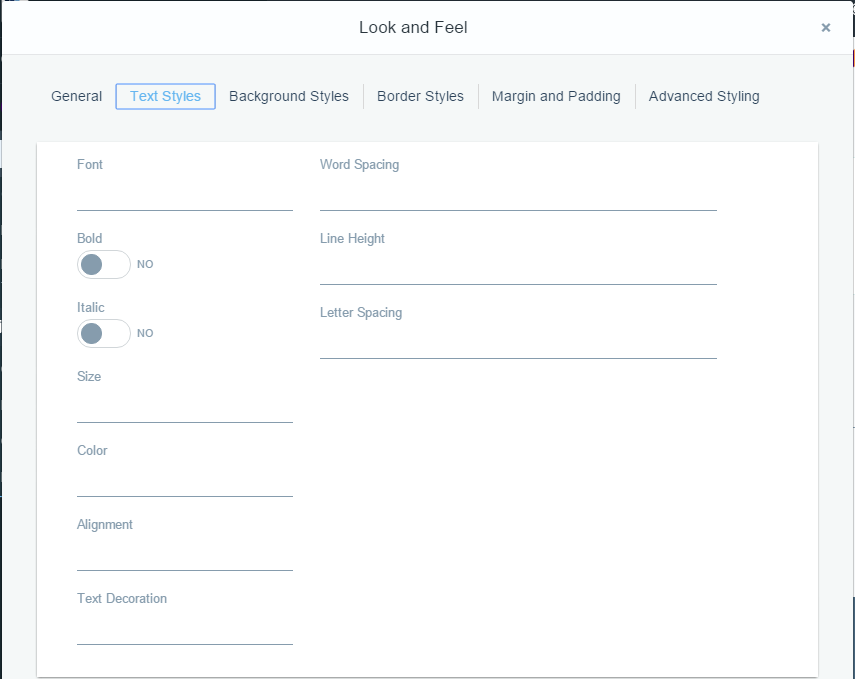 Look and Feel
×
General Text Styles Background Styles Border Styles Margin and Padding Advanced Styling
Font
Word Spacing
Bold
NO
Line Height
Italic
NO
Letter Spacing
Size
Color
Alignment
Text Decoration